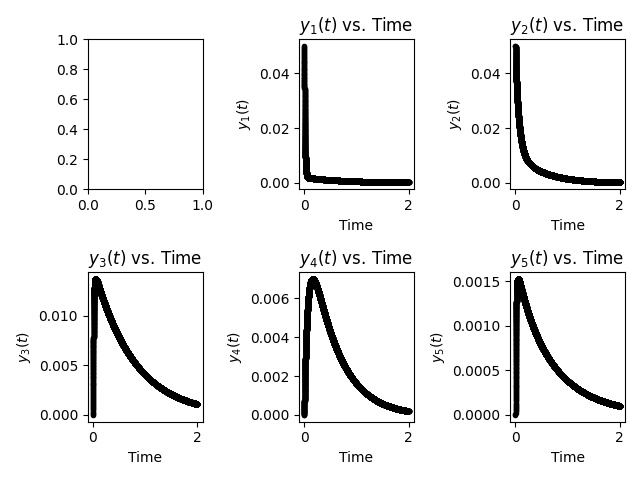 y₁(t) vs. Time
y₂(t) vs. Time
1.0
0.8
0.6
0.4
0.2
0.0
0.0 0.5 1.0
y₁(t)
0.04
0.02
0.00
0 2
Time
y₂(t)
0.04
0.02
0.00
0 2
Time
y₃(t) vs. Time
y₄(t) vs. Time
y₅(t) vs. Time
y₃(t)
0.010
0.005
0.000
0 2
Time
y₄(t)
0.006
0.004
0.002
0.000
0 2
Time
y₅(t)
0.0015
0.0010
0.0005
0.0000
0 2
Time